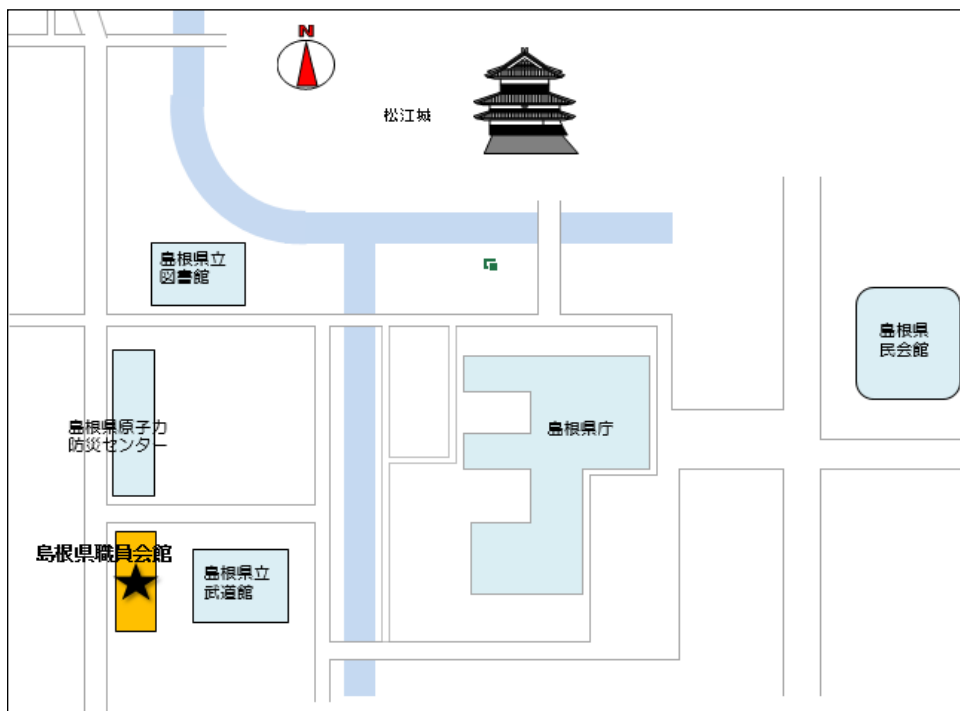 N
松江城
島根県立
図書館
島根県
民会館
島根県原子力
防災センター
島根県庁
島根県職員会館
島根県立
武道館